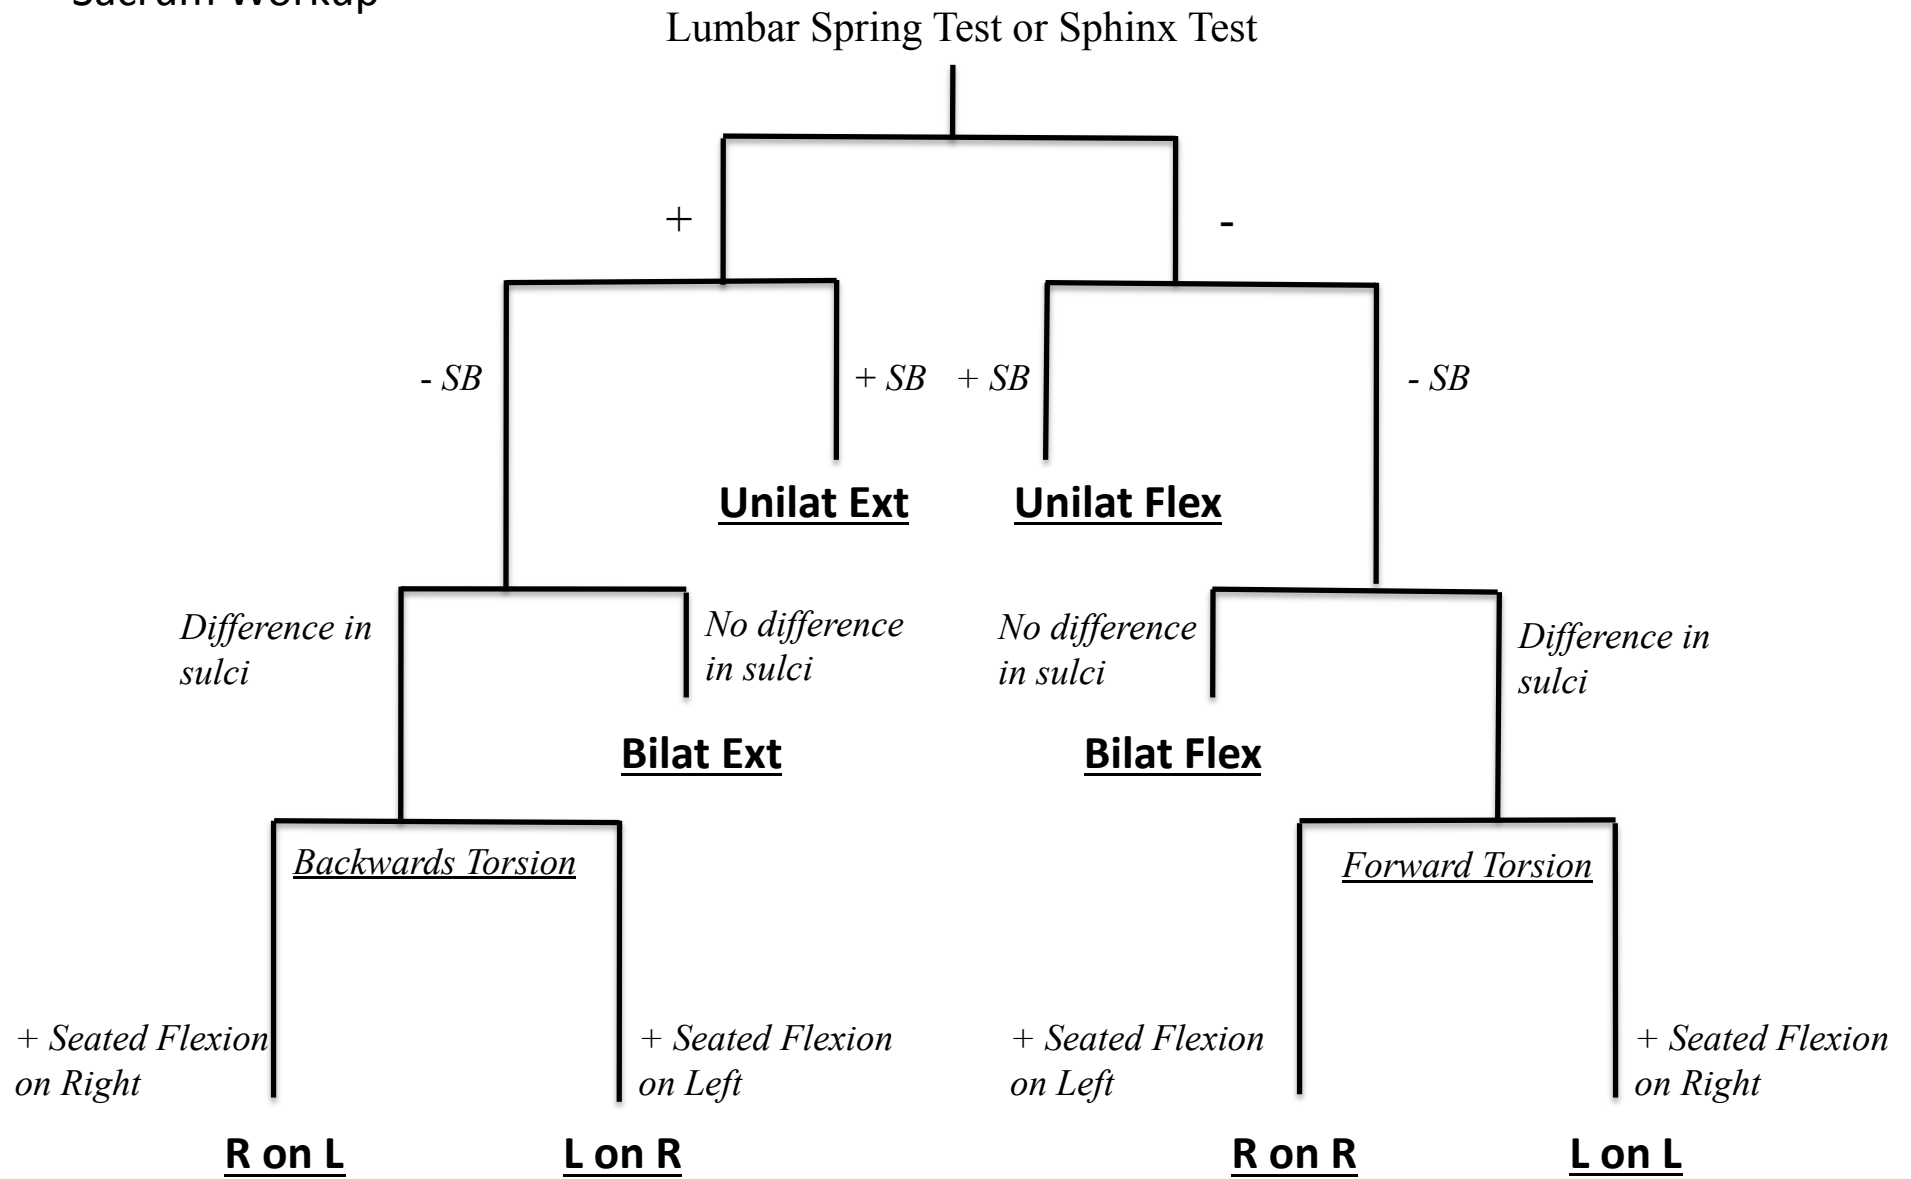 Sacrum Workup
Lumbar Spring Test or Sphinx Test
+
-
- SB
+ SB
+ SB
- SB
Unilat Ext
Unilat Flex
Difference in
sulci
No difference
in sulci
No difference
in sulci
Difference in
sulci
Bilat Ext
Bilat Flex
Backwards Torsion
Forward Torsion
+ Seated Flexion
on Right
+ Seated Flexion
on Left
+ Seated Flexion
on Left
+ Seated Flexion
on Right
R on L
L on R
R on R
L on L